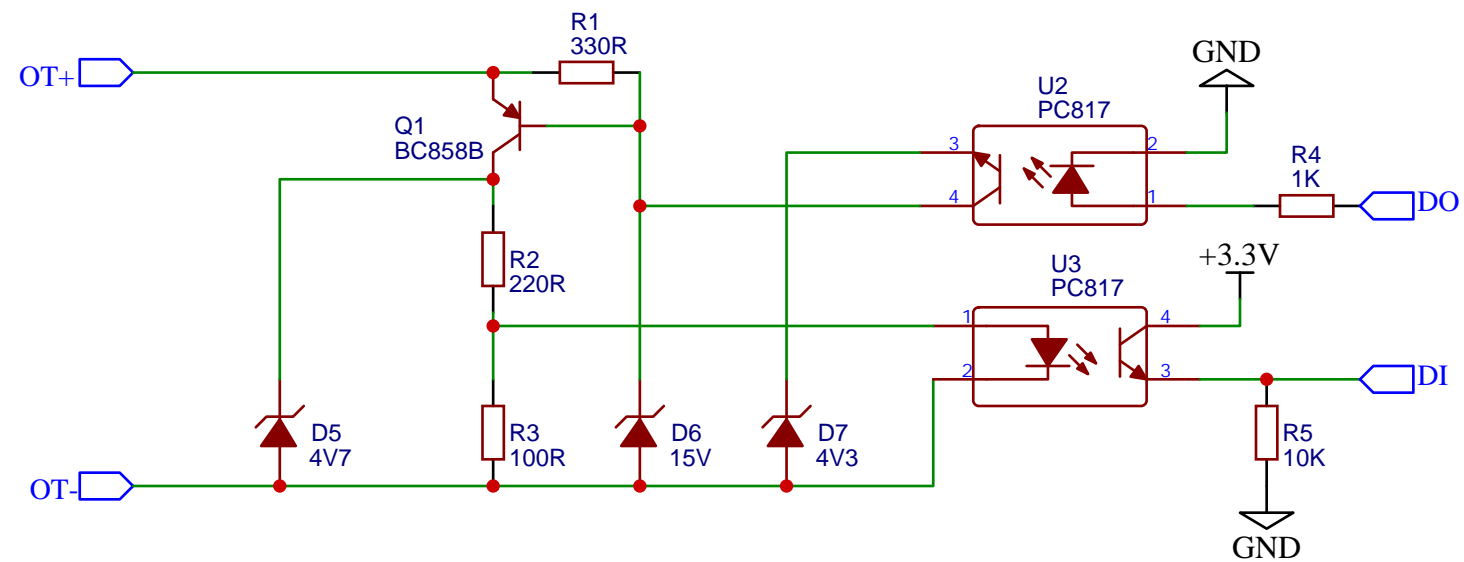 R1
330R
OT+
GND
U2
PC817
Q1
BC858B
3
2
R4
1K
4
1
DO
+3.3V
R2
220R
U3
PC817
1
4
2
3
DI
D5
4V7
R3
100R
D6
15V
D7
4V3
R5
10K
OT-
GND